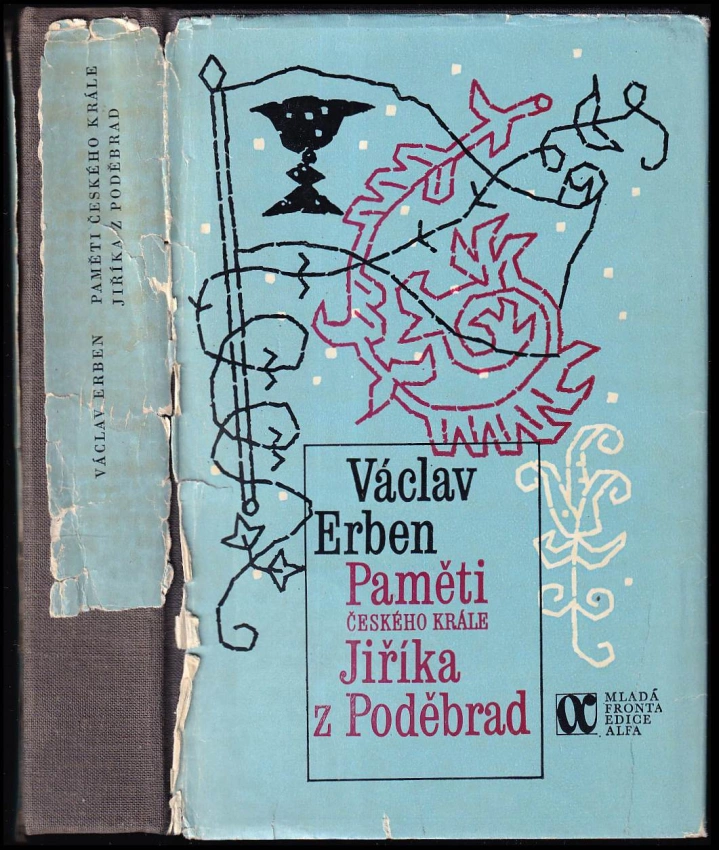 VÁCLAV ERBEN PAMĚTI ČESKÉHO KRÁLE
JIŘÍKA Z PODĚBRAD
Václav
Erben
Paměti
ČESKÉHO KRÁLE
Jiříka
z Poděbrad
MLADÁ
FRONTA
EDICE
ALFA